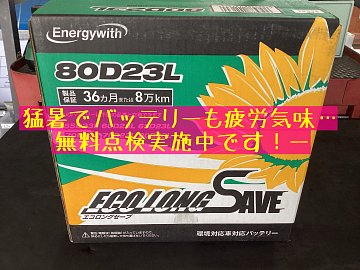 Energywith
80D23L
製品保証 36カ月または8万km
猛暑でバッテリーも疲労気味…
無料点検実施中です！ー
ECO LONG SAVE
エコロングセーブ
環境対応車対応バッテリー